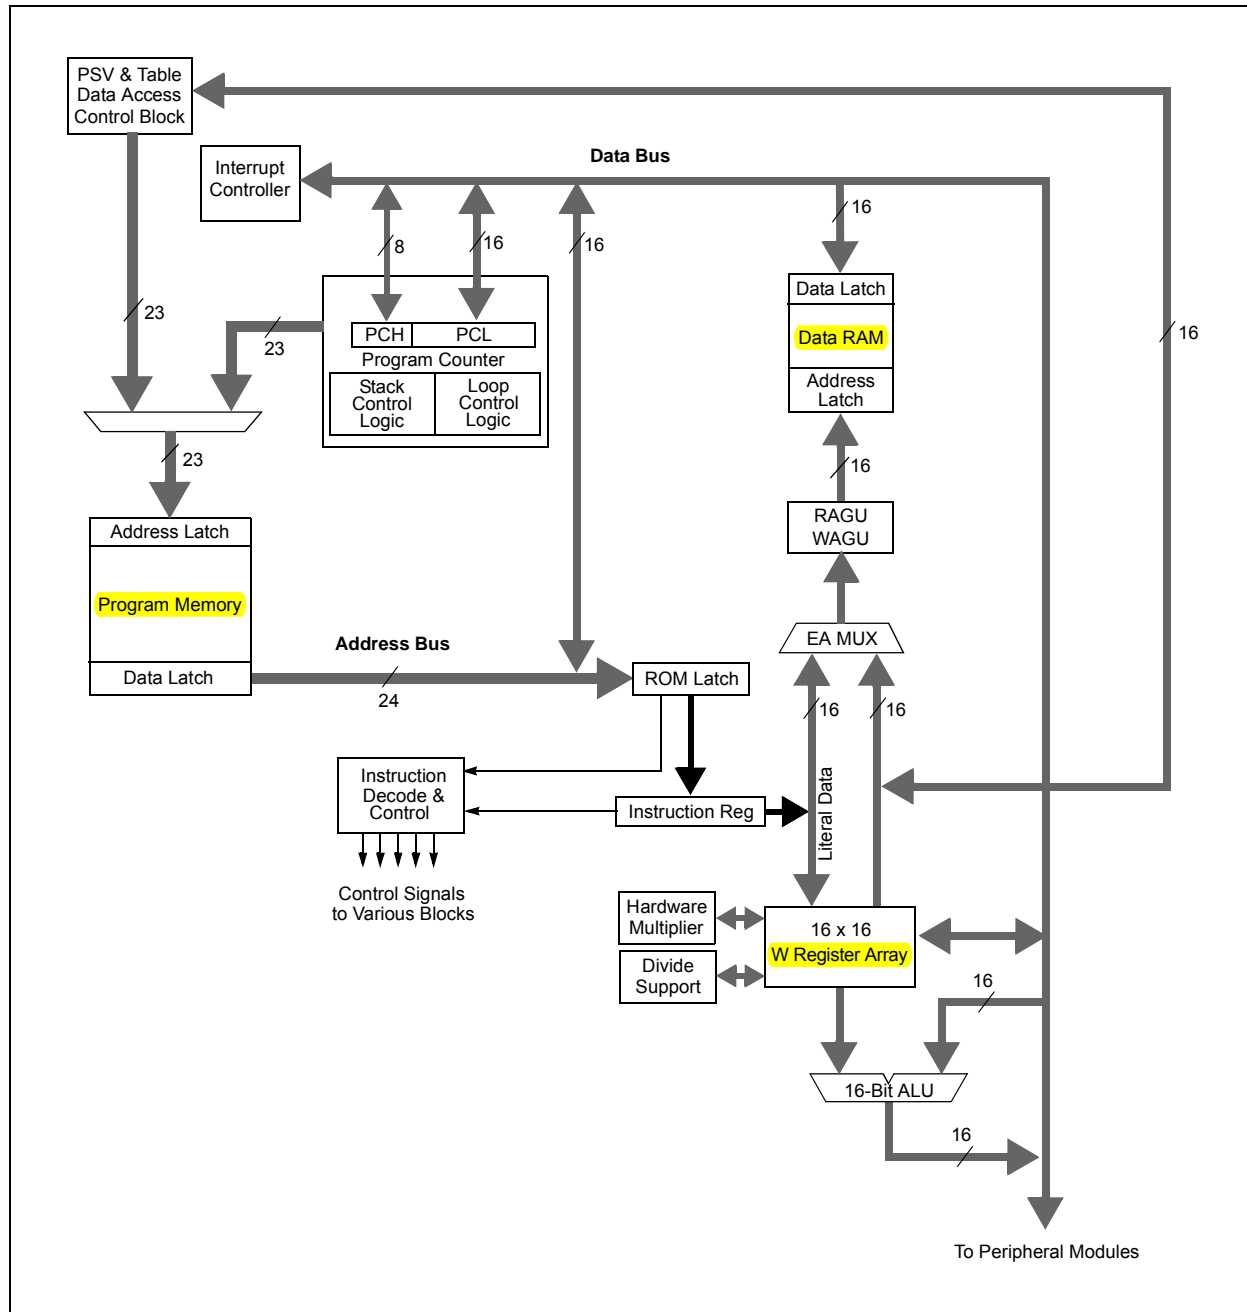 PSV & Table
Data Access
Control Block
Data Bus
Interrupt
Controller
16
8
16
16
23
23
16
Data Latch
Data RAM
Address
Latch
PCH
PCL
Program Counter
Stack
Control
Logic
Loop
Control
Logic
23
16
Address Latch
Program Memory
Data Latch
RAGU
WAGU
EA MUX
Address Bus
24
ROM Latch
16
16
Instruction
Decode &
Control
Instruction Reg
Literal Data
Control Signals
to Various Blocks
Hardware
Multiplier
Divide
Support
16 x 16
W Register Array
16
16-Bit ALU
16
To Peripheral Modules